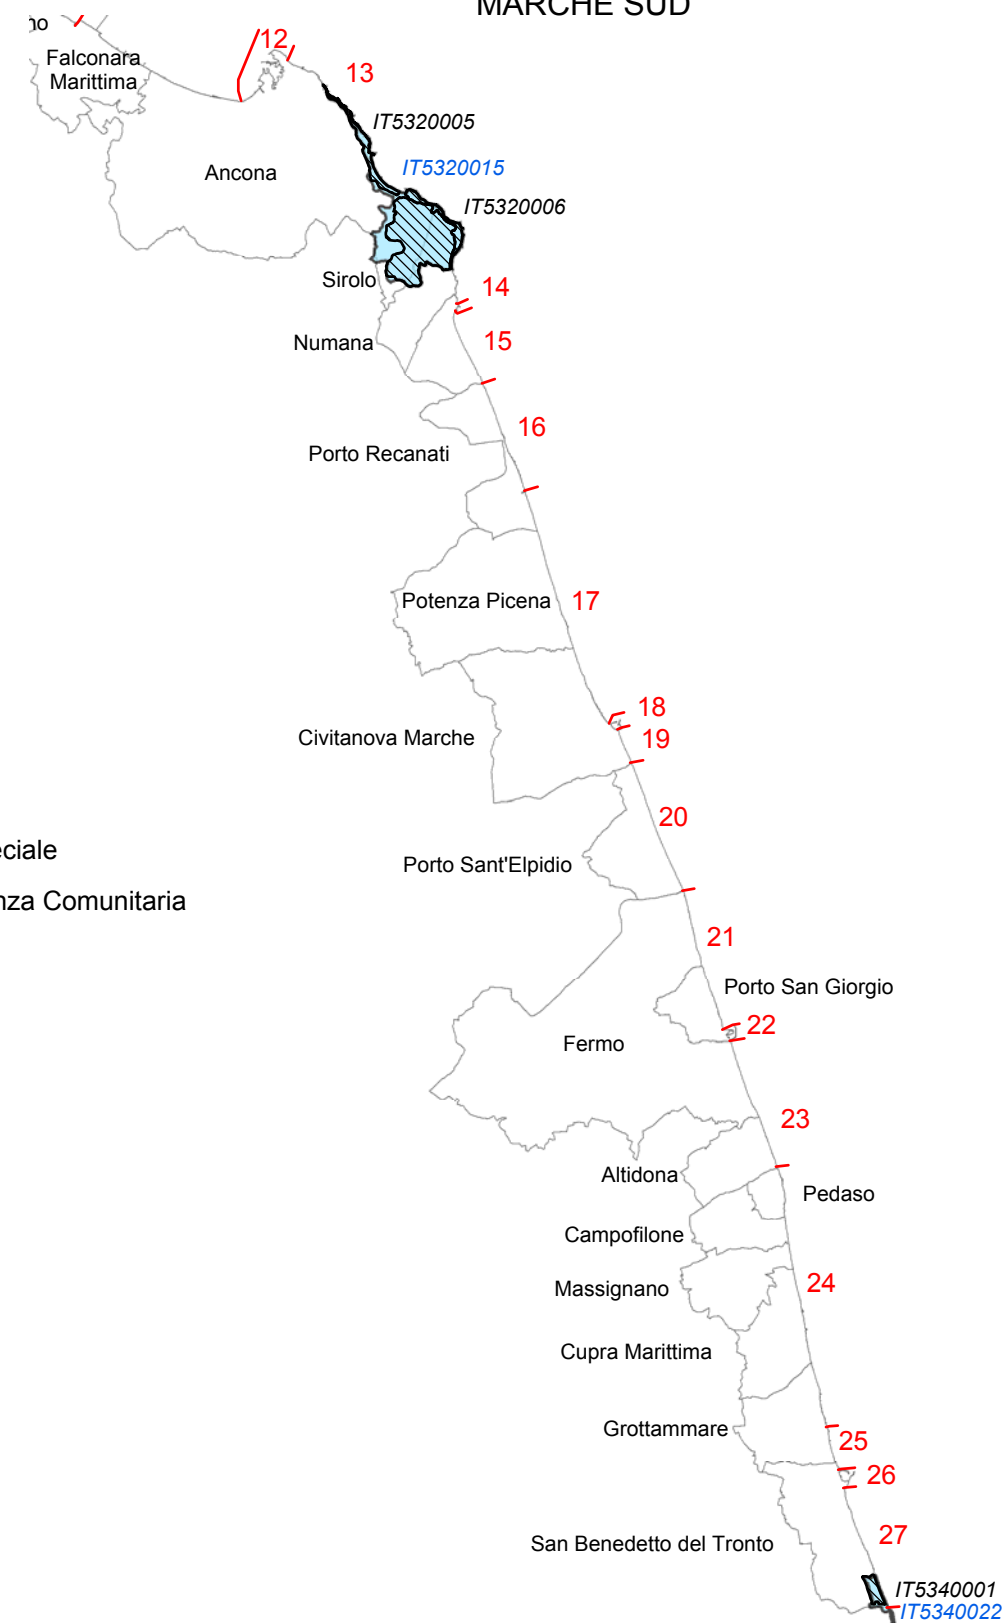 MARCHE SUD
12
Falconara
Marittima
13
IT5320005
IT5320015
Ancona
IT5320006
Sirolo
14
Numana
15
16
Porto Recanati
Potenza Picena
17
18
Civitanova Marche
19
20
Porto Sant'Elpidio
Comunitaria
21
Porto San Giorgio
22
Fermo
23
Altidona
Pedaso
Campofilone
24
Massignano
Cupra Marittima
Grottammare
25
26
27
San Benedetto del Tronto
IT5340001
IT5340022